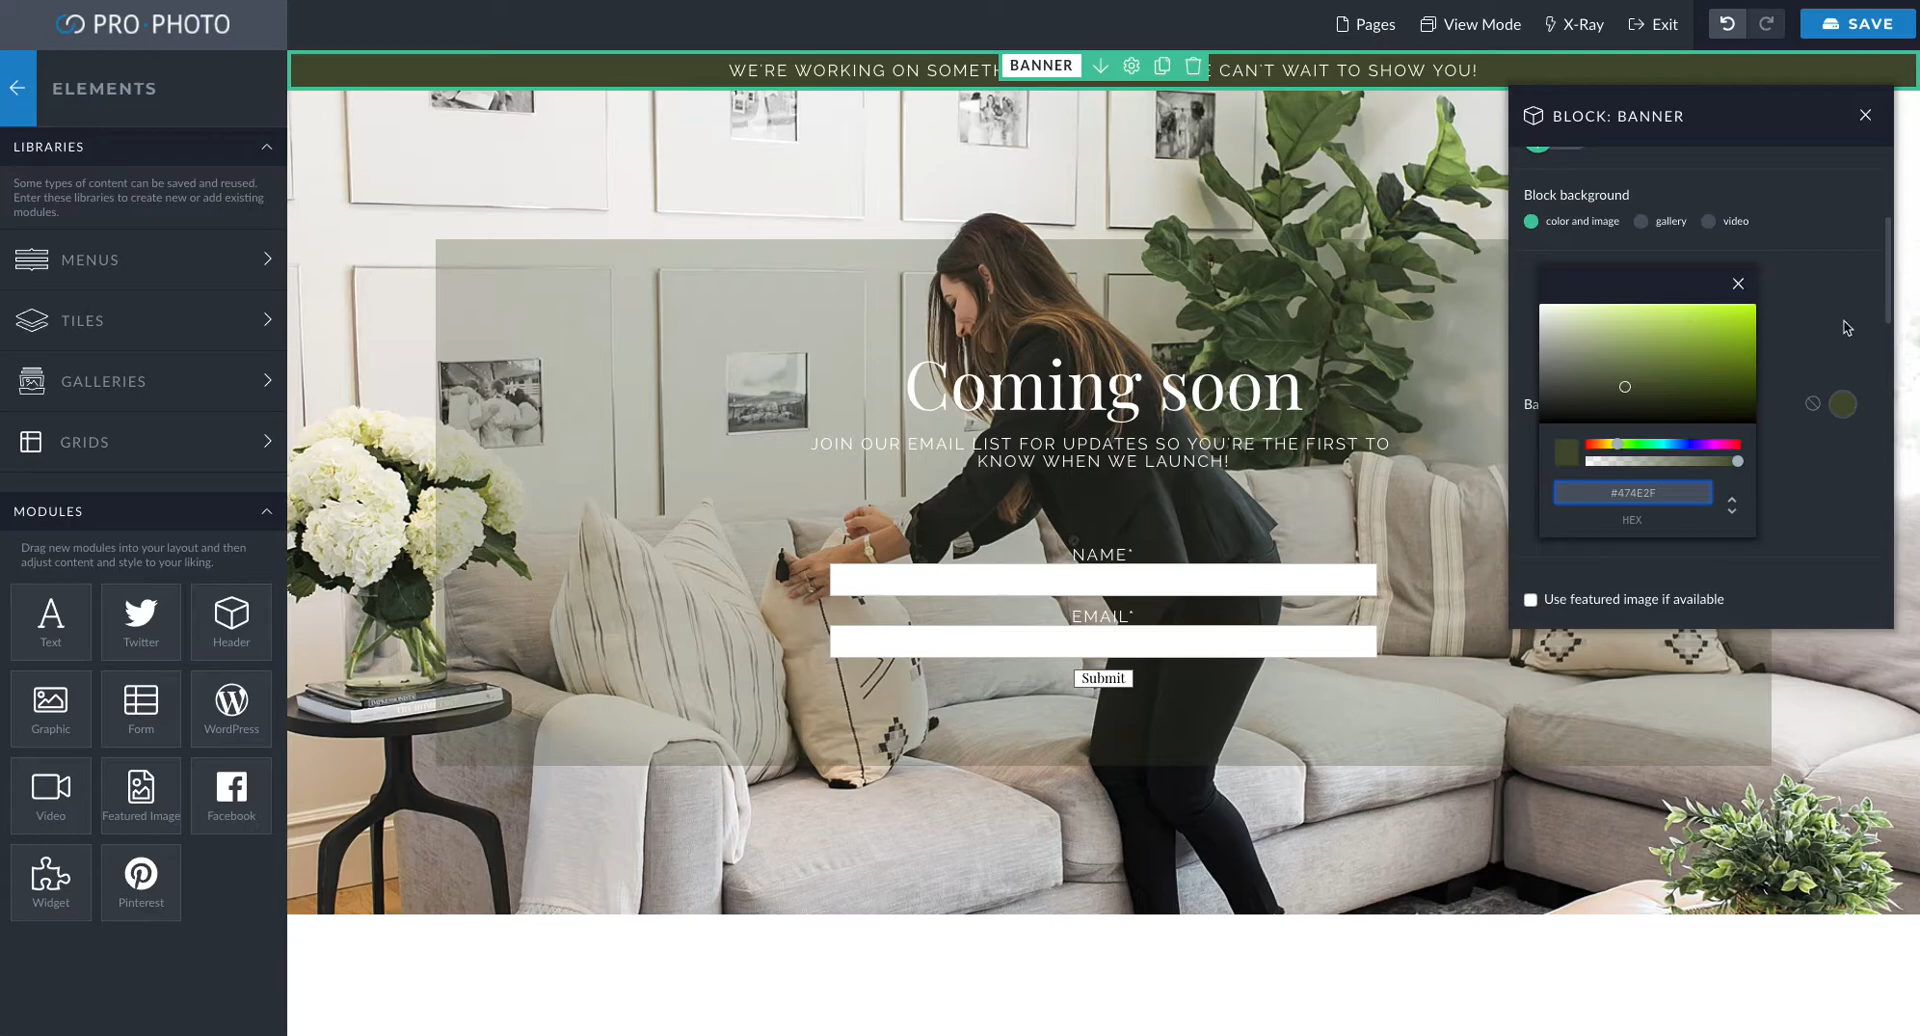 PRO·PHOTO
Pages
View Mode
X-Ray
Exit
SAVE
ELEMENTS
LIBRARIES
Some types of content can be saved and reused.
Enter these libraries to create new or add existing
modules.
MENUS
TILES
GALLERIES
GRIDS
MODULES
Drag new modules into your layout and then
adjust content and style to your liking.
Text
Twitter
Header
Graphic
Form
WordPress
Video
Featured Image
Facebook
Widget
Pinterest
WE'RE WORKING ON SOMETH
BANNER
CAN'T WAIT TO SHOW YOU!
Coming soon
JOIN OUR EMAIL LIST FOR UPDATES SO YOU'RE THE FIRST TO
KNOW WHEN WE LAUNCH!
NAME*
EMAIL*
Submit
BLOCK: BANNER
Block background
color and image
gallery
video
Ba
#474E2F
HEX
Use featured image if available